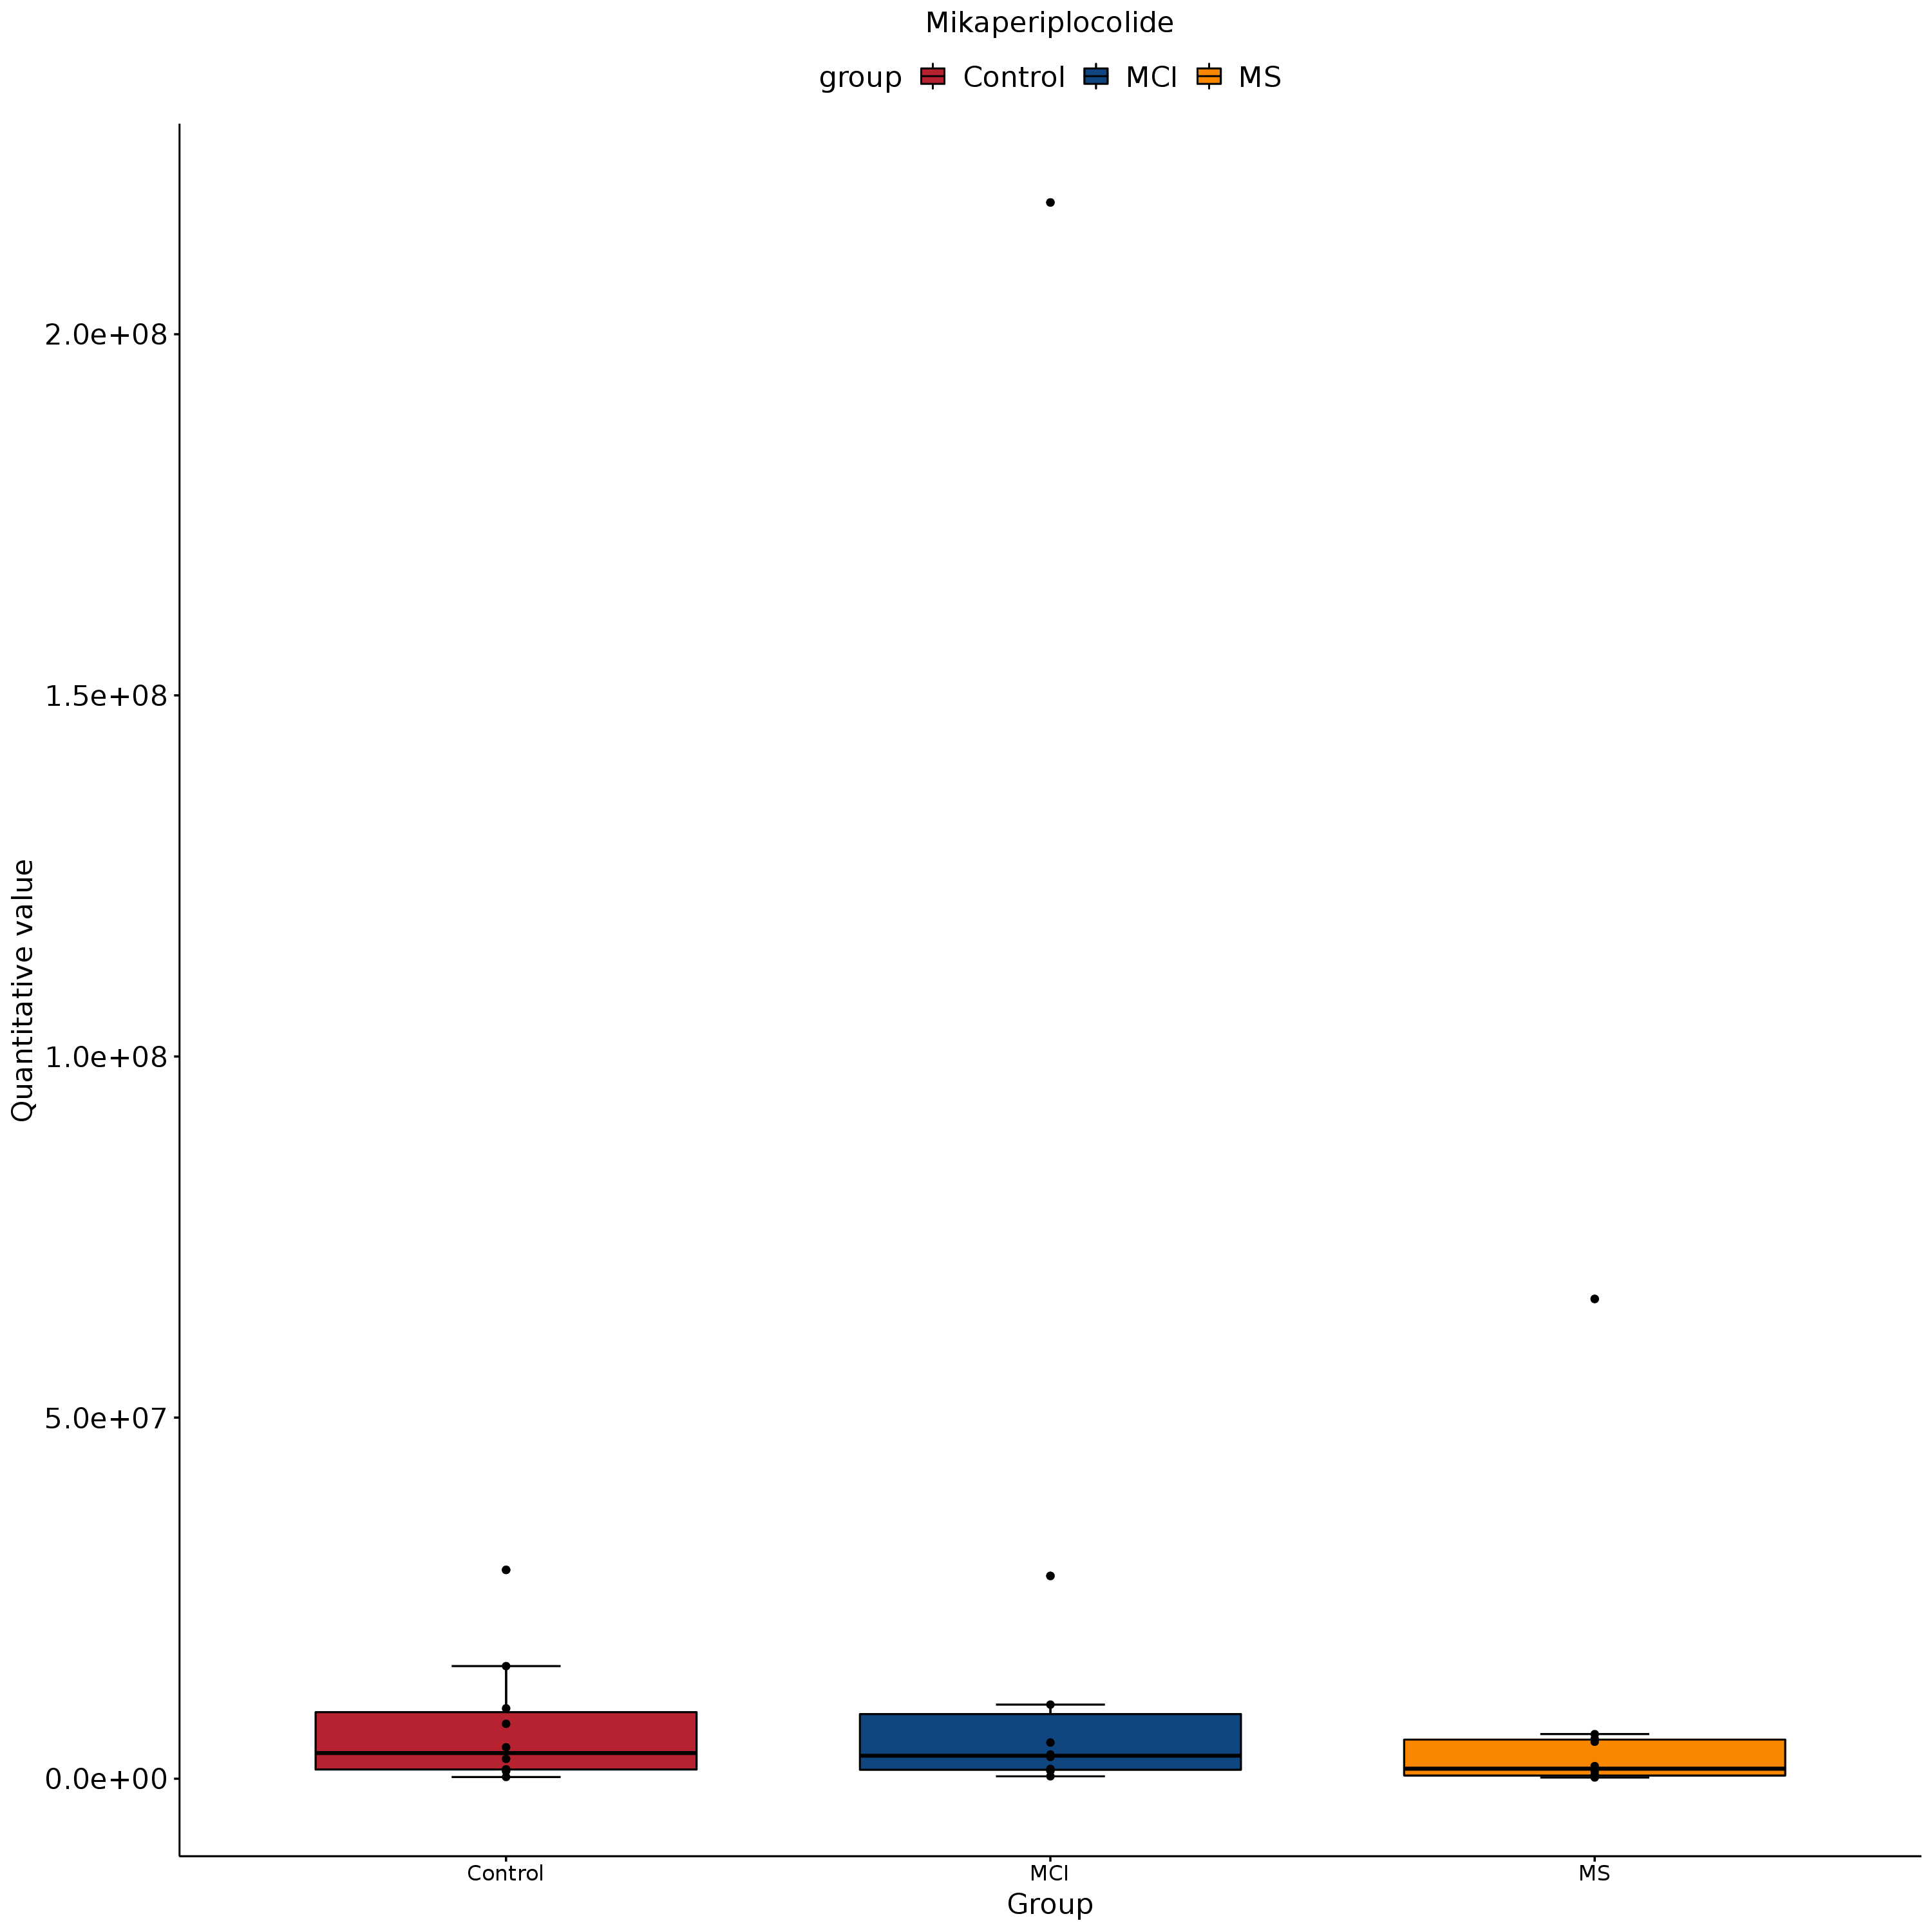 Mikaperiplocolide
group Control MCI MS
Quantitative value
2.0e+08
1.5e+08
1.0e+08
5.0e+07
0.0e+00
Control MCI MS
Group